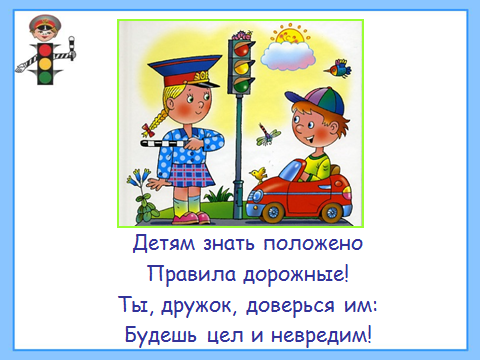 Детям знать положено
Правила дорожные!
Ты, дружок, доверься им:
Будешь цел и невредим!